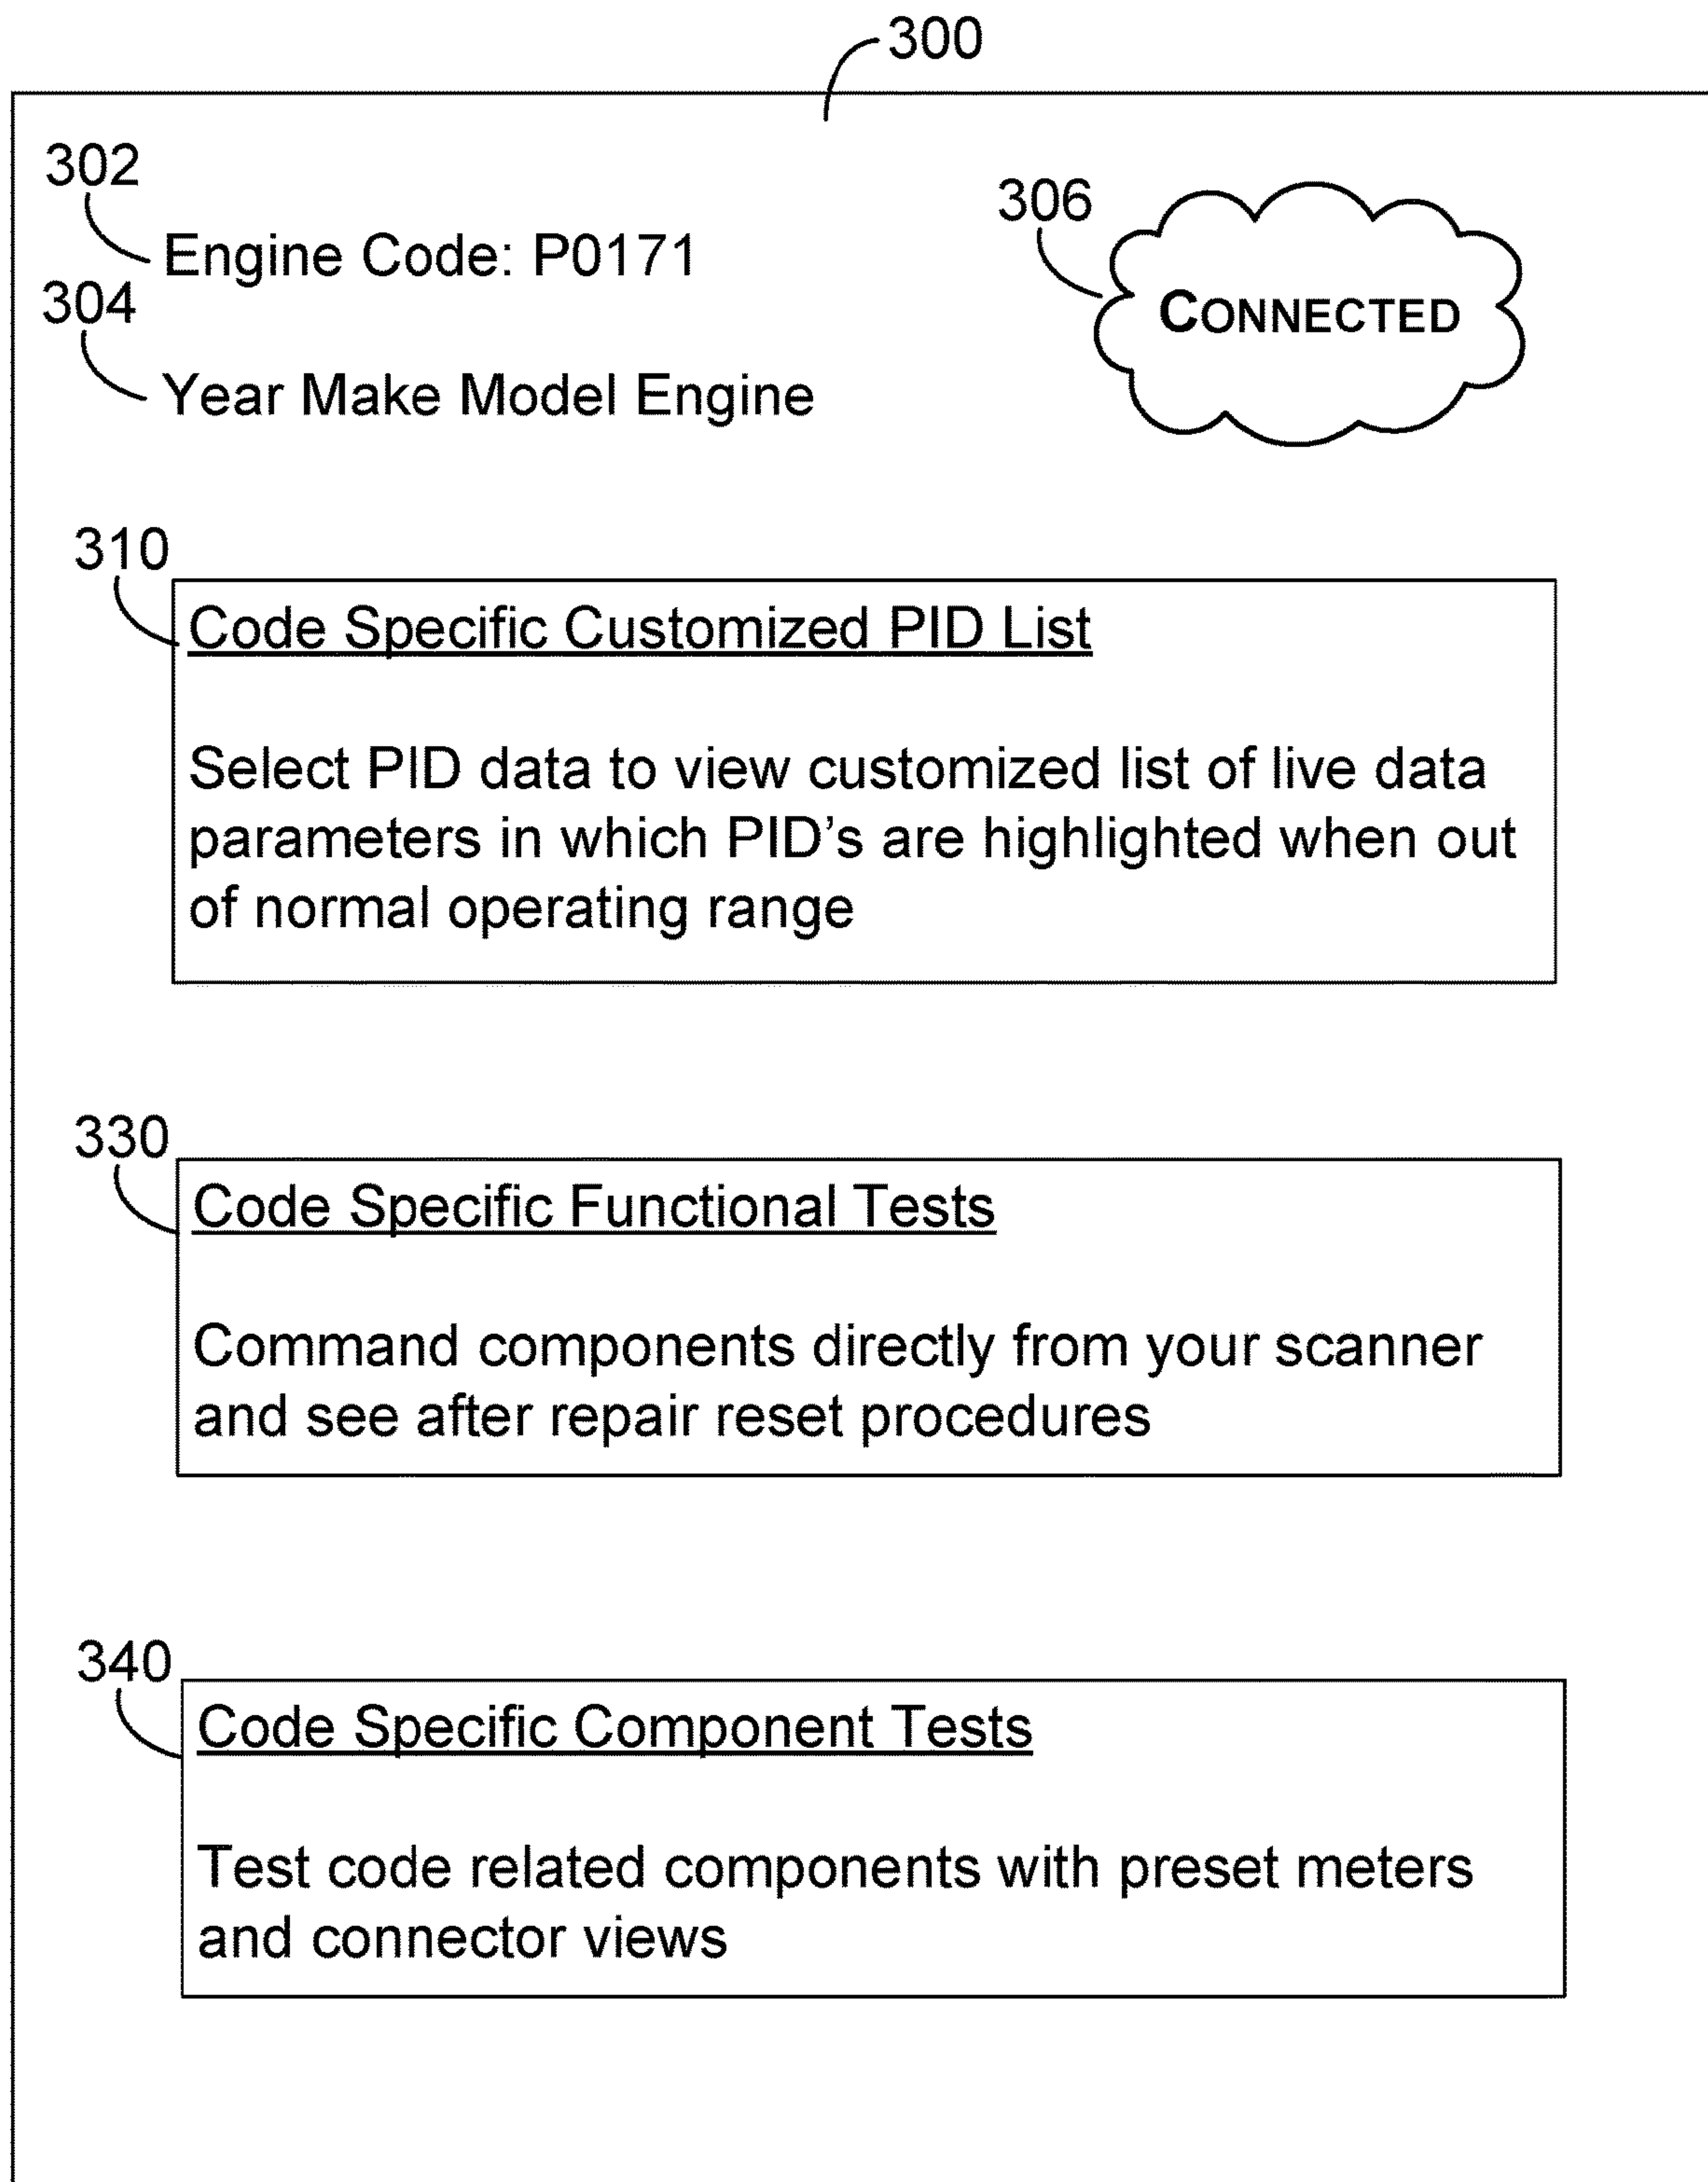 300
302
306
Engine Code: P0171
304
CONNECTED
Year Make Model Engine
310
Code Specific Customized PID List
Select PID data to view customized list of live data
parameters in which PID's are highlighted when out
of normal operating range
330
Code Specific Functional Tests
Command components directly from your scanner
and see after repair reset procedures
340
Code Specific Component Tests
Test code related components with preset meters
and connector views